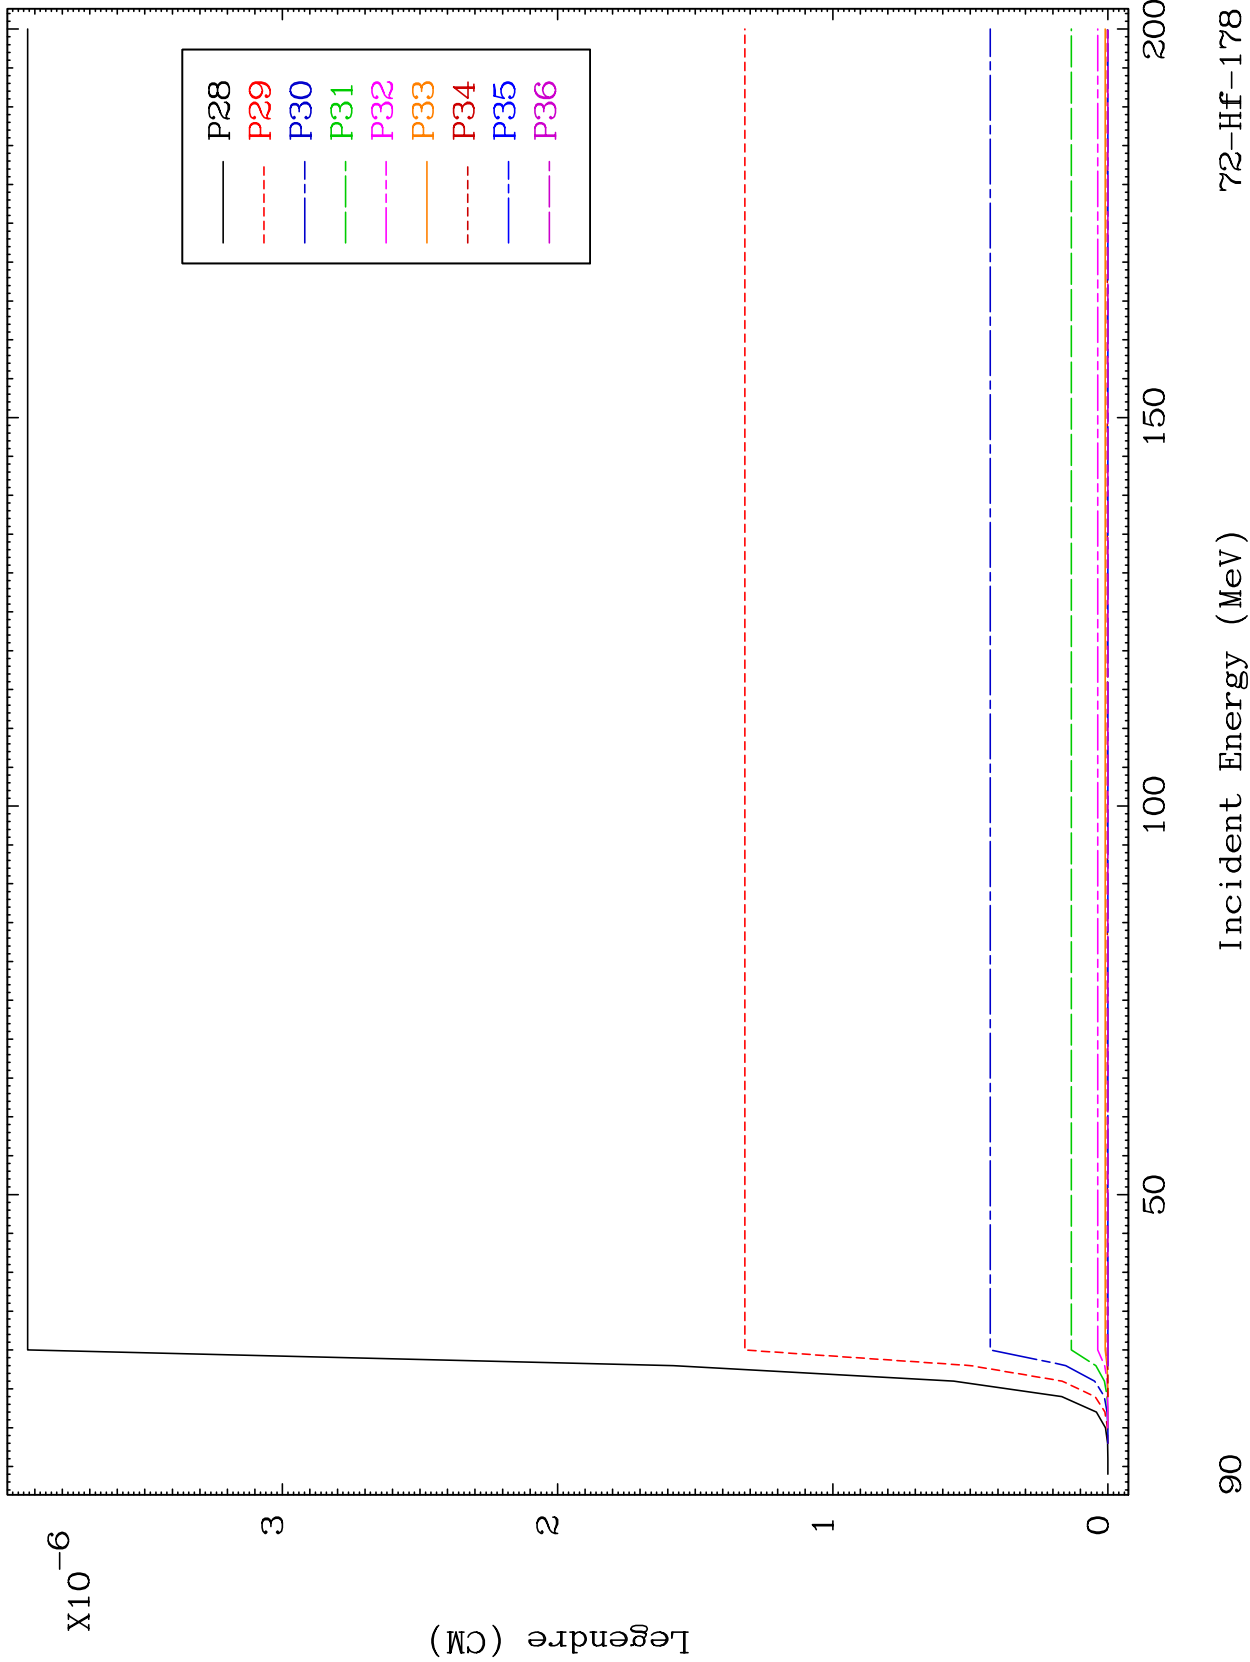 X10
-6
3
2
1
0
Legendre (CM)
P28
P29
P30
P31
P32
P33
P34
P35
P36
50
100
150
200
Incident Energy (MeV)
90
72-Hf-178